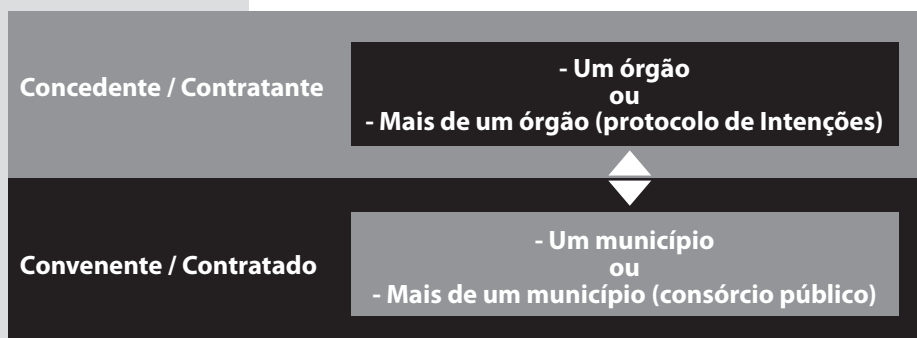 Concedente / Contratante
- Um órgão
ou
- Mais de um órgão (protocolo de Intenções)
Convenente / Contratado
- Um município
ou
- Mais de um município (consórcio público)